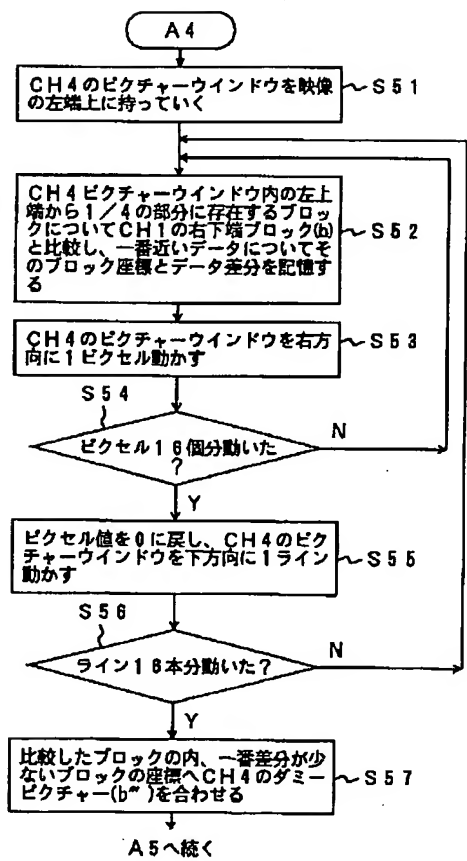 A4
CH4のピクチャーウインドウを映像
の左端上に持っていく
S51
CH4ピクチャーウインドウ内の左上
端から1/4の部分に存在するブロッ
クについてCH1の右下端ブロック(b)
と比較し、一番近いデータについてそ
のブロック座標とデータ差分を記憶す
る
S52
CH4のピクチャーウインドウを右方
向に1ピクセル動かす
S53
S54
ピクセル16個分動いた
?
N
Y
ピクセル値を0に戻し、CH4のピク
チャーウインドウを下方向に1ライン
動かす
S55
S56
ライン16本分動いた?
N
Y
比較したブロックの内、一番差分が少
ないブロックの座標へCH4のダミー
ピクチャー(b''')を合わせる
S57
A5へ続く